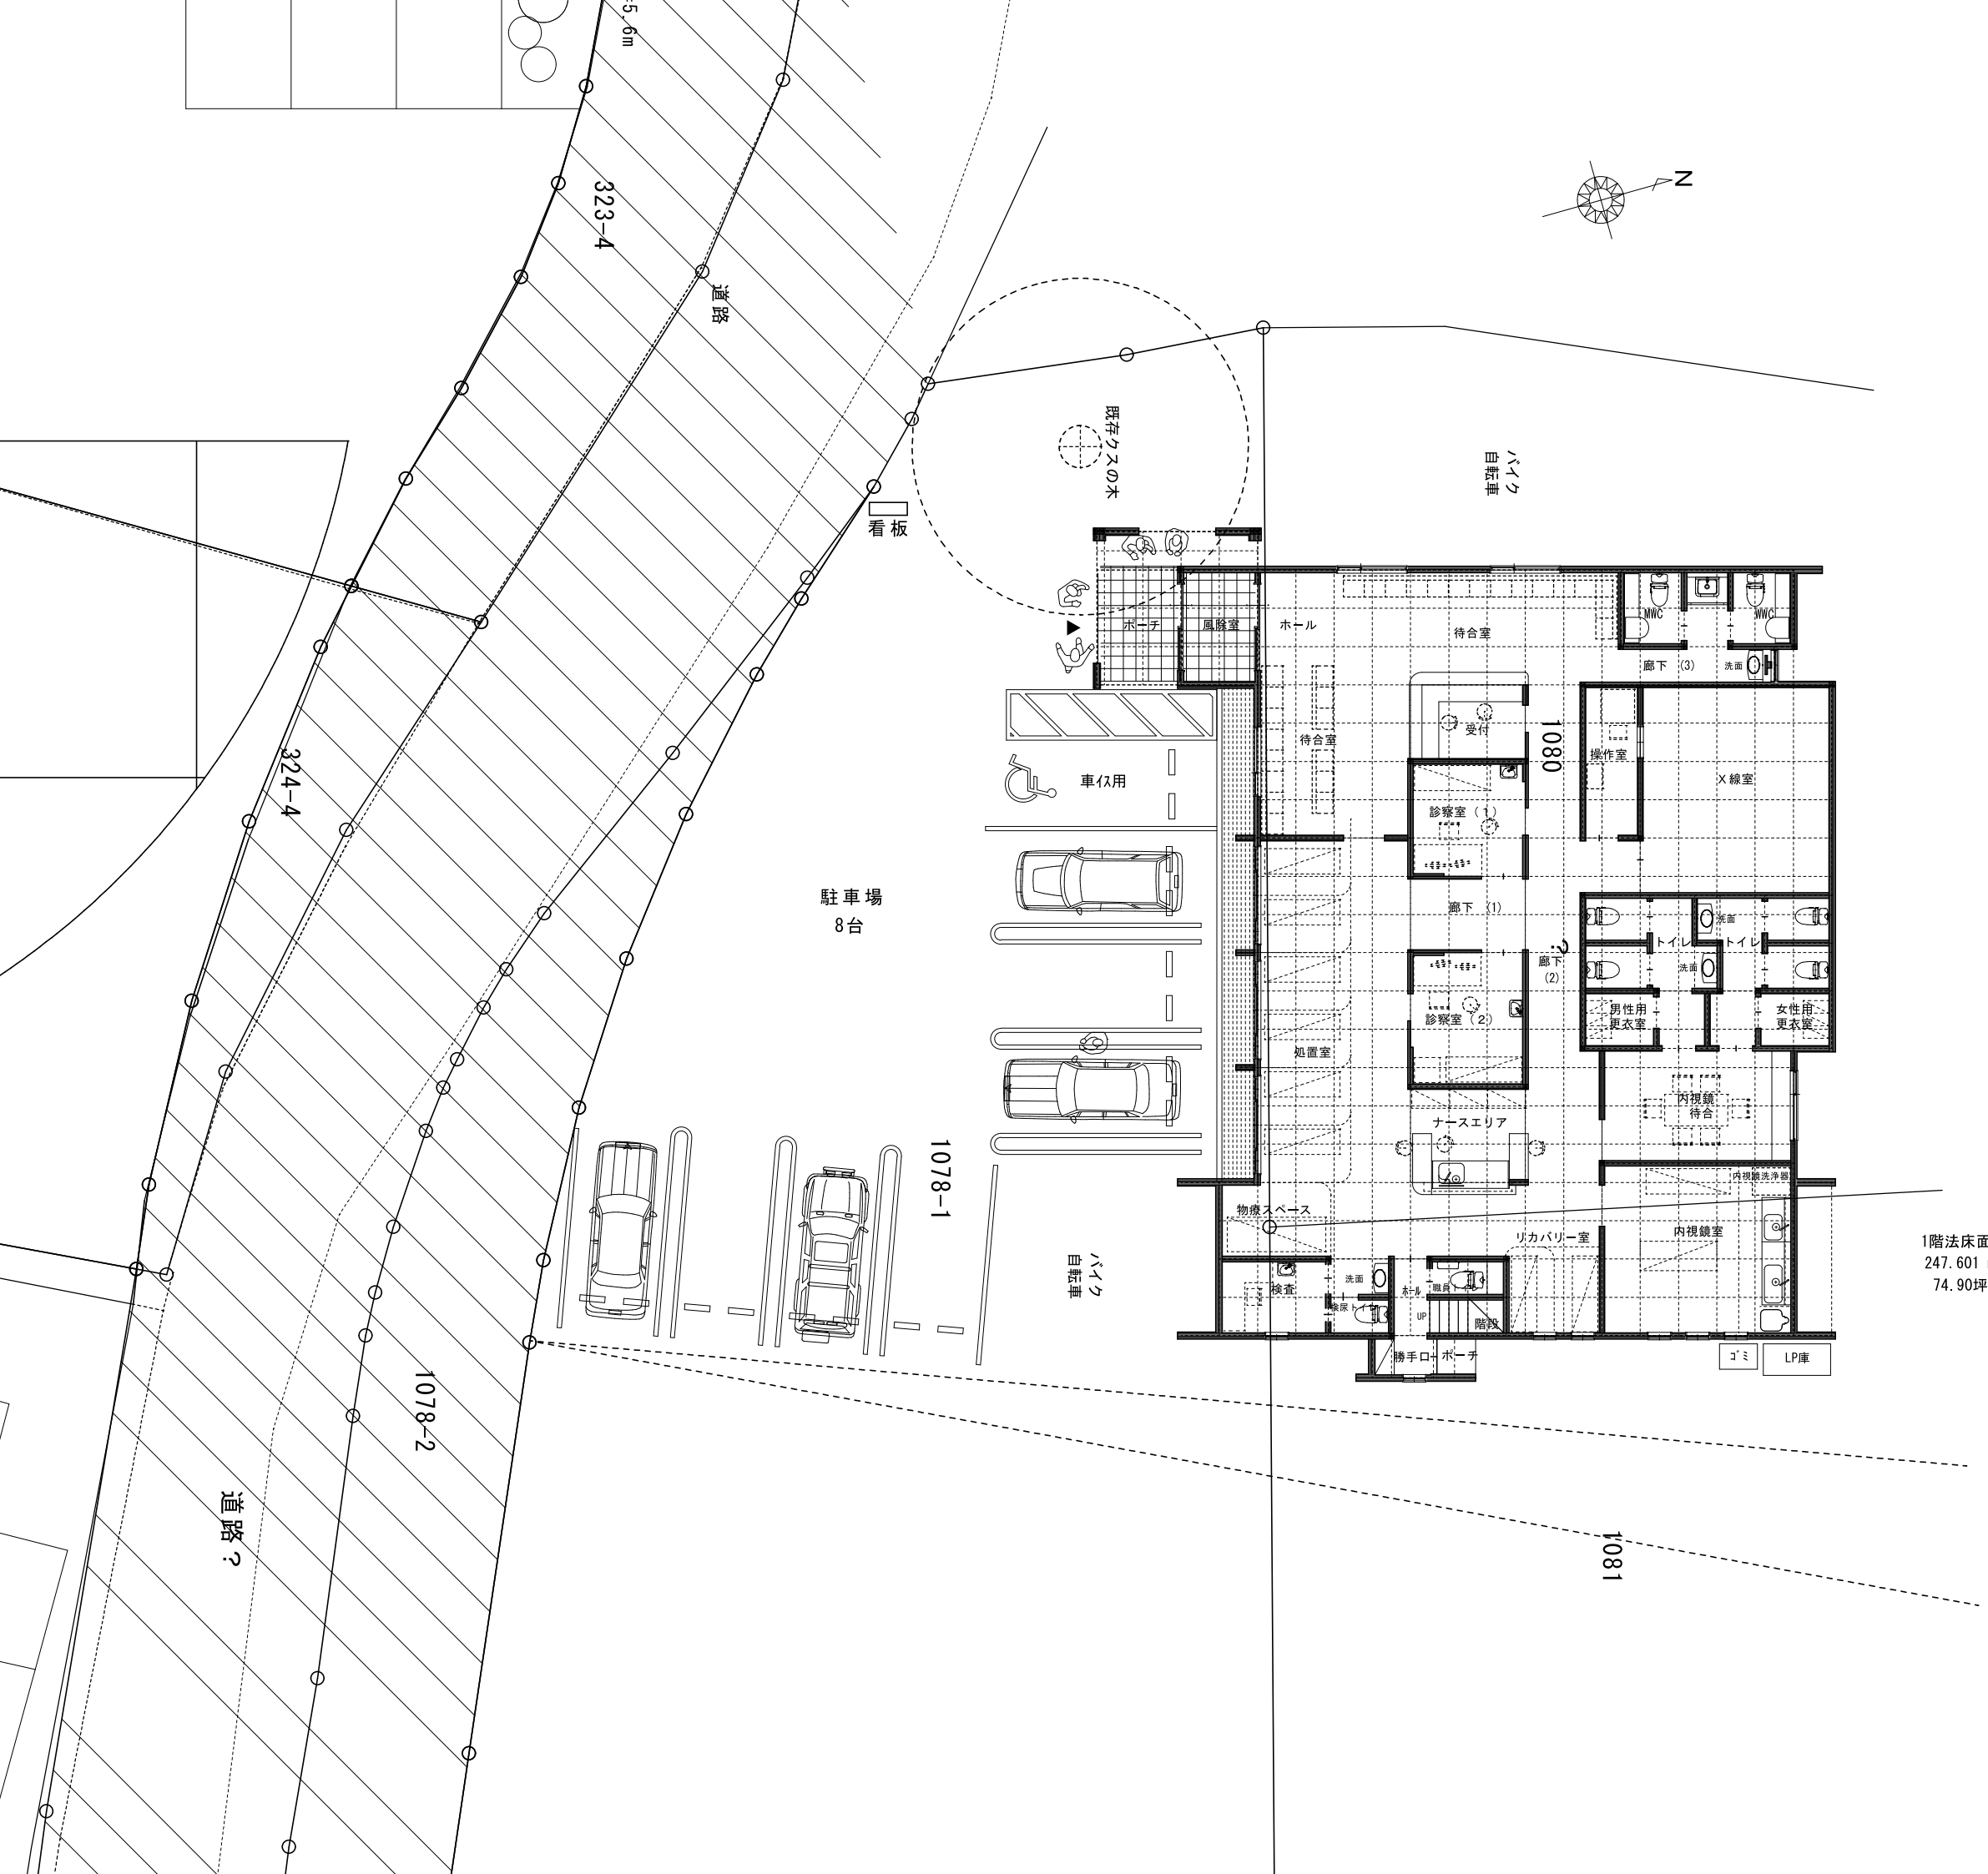 =5.6m
323-4
道路
N
既存クスの木
バイク
自転車
看板
ポーチ
風除室
ホール
待合室
MWC
WWC
廊下 (3)
洗面
受付
待合室
1080
操作室
X線室
車イス用
診察室(1)
324-4
駐車場
8台
廊下 (1)
?
廊下
(2)
トイレ
トイレ
洗面
洗面
診察室(2)
処置室
男性用
更衣室
女性用
更衣室
内視鏡
待合
ナースエリア
1078-1
内視鏡洗浄器
物療スペース
リカバリー室
内視鏡室
1階法床面
247.601
74.90坪
バイク
自転車
検査
洗面
検尿トイレ
ホール
職員トイレ
UP
階段
勝手口
ポーチ
ゴミ
LP庫
1078-2
道路?
1081